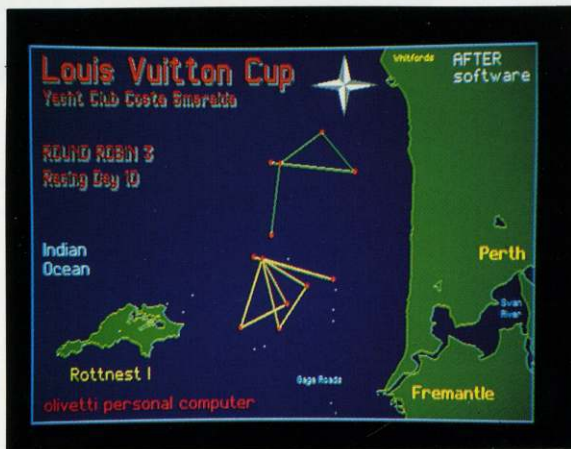 Louis Vuitton Cup
Yacht Club Costa Smeralda
ROUND ROBIN 3
Racing Day 10
Whitfords
AFTER
software
Indian
Ocean
Perth
Swan
River
Rottnest I
Gage Roads
Fremantle
olivetti personal computer